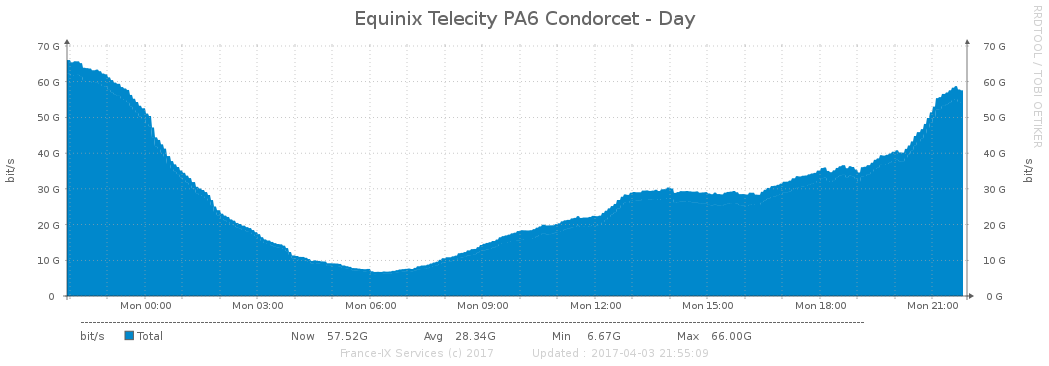 Equinix Telecity PA6 Condorcet - Day
RRDTOOL / TOBI OETIKER
bit/s
70 G 70 G
60 G 60 G
50 G 50 G
40 G 40 G
30 G 30 G
20 G 20 G
10 G 10 G
0 0 G
bit/s
Mon 00:00 Mon 03:00 Mon 06:00 Mon 09:00 Mon 12:00 Mon 15:00 Mon 18:00 Mon 21:00
bit/s Total Now 57.52G Avg 28.34G Min 6.67G Max 66.00G
France-IX Services (c) 2017 Updated : 2017-04-03 21:55:09